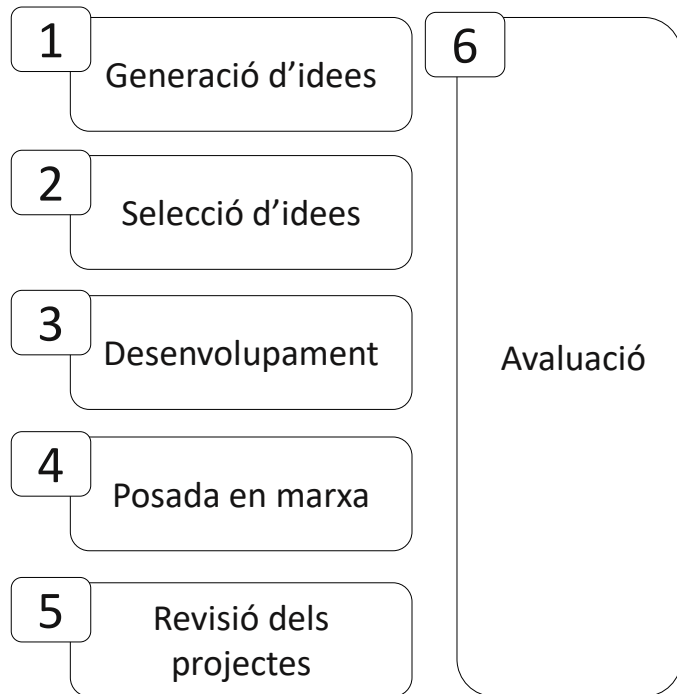 1
Generació d’idees
2
Selecció d’idees
3
Desenvolupament
4
Posada en marxa
5
Revisió dels
projectes
6
Avaluació